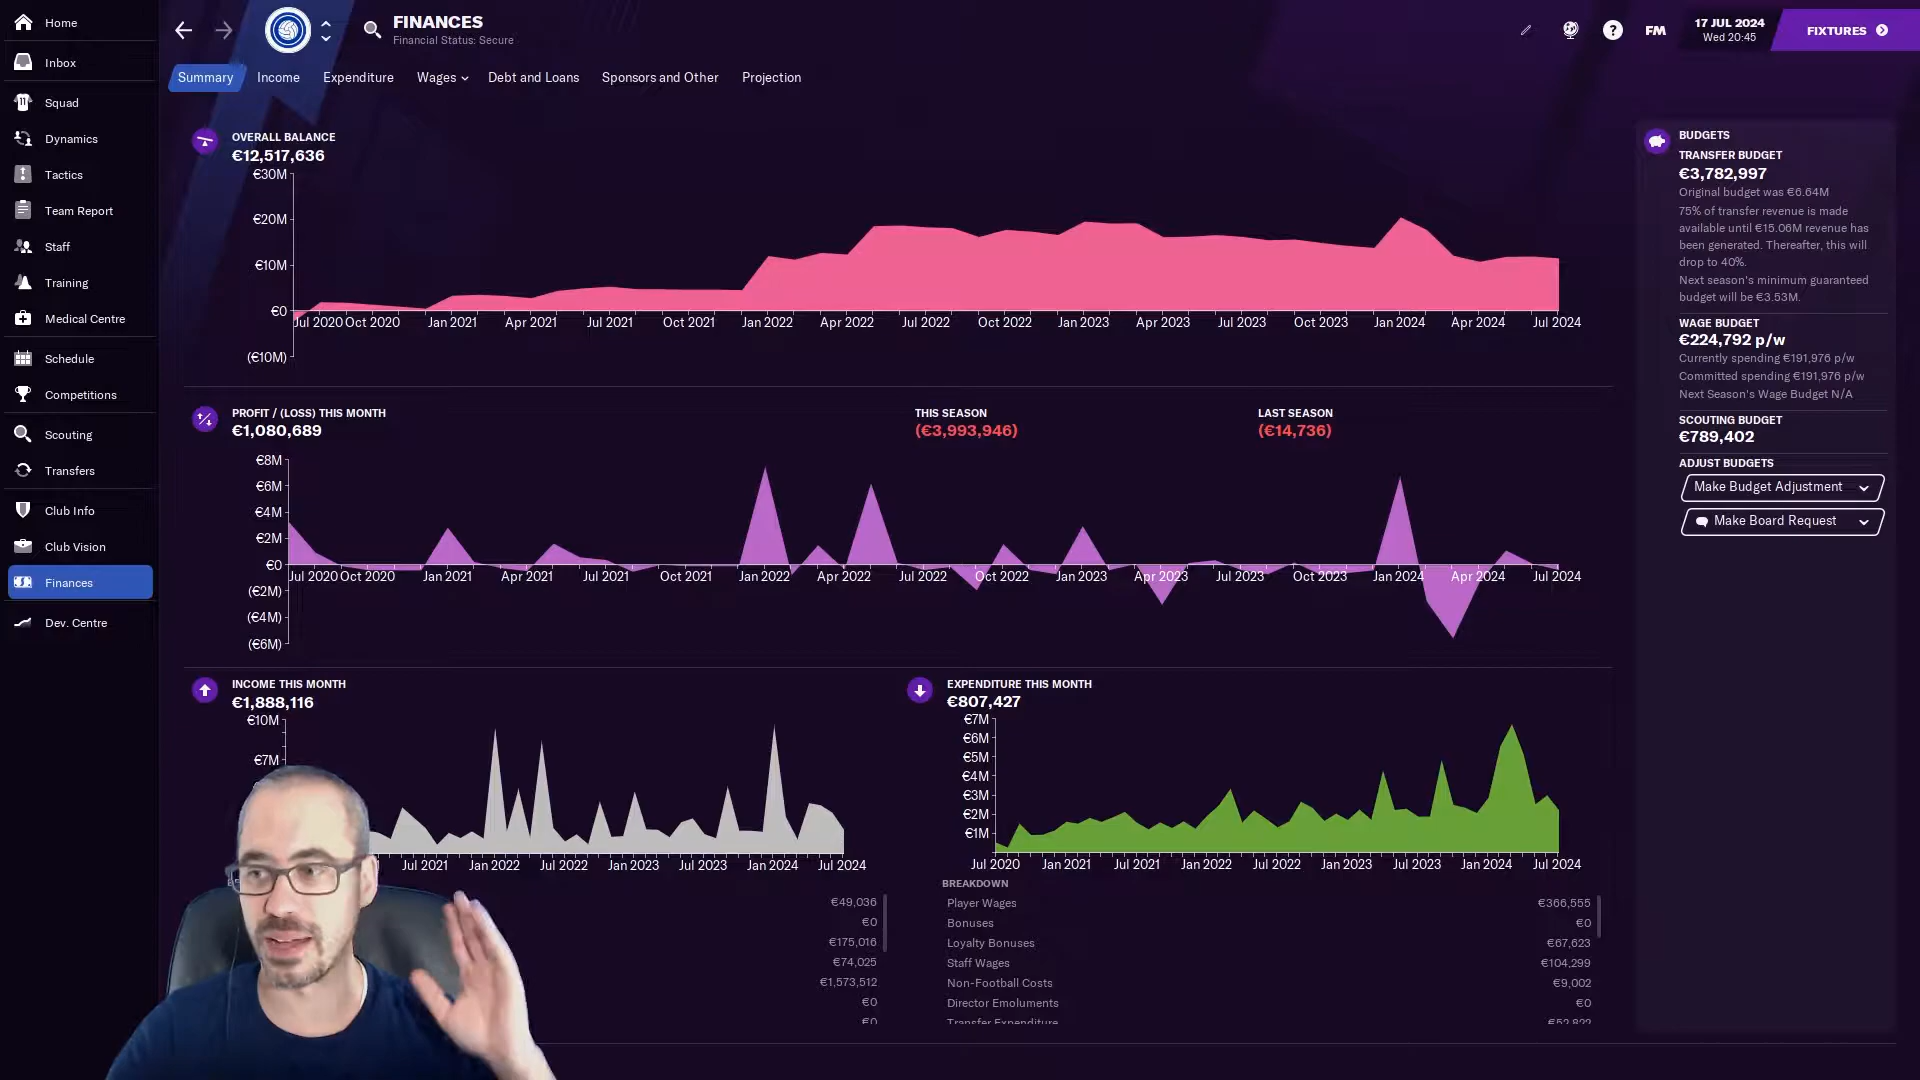 Home
Inbox
Squad
Dynamics
Tactics
Team Report
Staff
Training
Medical Centre
Schedule
Competitions
Scouting
Transfers
Club Info
Club Vision
Finances
Dev. Centre
FINANCES
Financial Status: Secure
FM
17 JUL 2024
Wed 20:45
FIXTURES
Summary
Income
Expenditure
Wages
Debt and Loans
Sponsors and Other
Projection
OVERALL BALANCE
€12,517,636
€30M
€20M
€10M
€0
(€10M)
Jul 2020 Oct 2020 Jan 2021 Apr 2021 Jul 2021 Oct 2021 Jan 2022 Apr 2022 Jul 2022 Oct 2022 Jan 2023 Apr 2023 Jul 2023 Oct 2023 Jan 2024 Apr 2024 Jul 2024
PROFIT / (LOSS) THIS MONTH
€1,080,689
THIS SEASON
(€3,993,946)
LAST SEASON
(€14,736)
€8M
€6M
€4M
€2M
€0
(€2M)
(€4M)
(€6M)
Jul 2020 Oct 2020 Jan 2021 Apr 2021 Jul 2021 Oct 2021 Jan 2022 Apr 2022 Jul 2022 Oct 2022 Jan 2023 Apr 2023 Jul 2023 Oct 2023 Jan 2024 Apr 2024 Jul 2024
INCOME THIS MONTH
€1,888,116
€10M
€7M
Jul 2021 Jan 2022 Jul 2022 Jan 2023 Jul 2023 Jan 2024 Jul 2024
€49,036
€0
€175,016
€74,025
€1,573,512
€0
€0
EXPENDITURE THIS MONTH
€807,427
€7M
€6M
€5M
€4M
€3M
€2M
€1M
Jul 2020 Jan 2021 Jul 2021 Jan 2022 Jul 2022 Jan 2023 Jul 2023 Jan 2024 Jul 2024
BREAKDOWN
Player Wages €366,555
Bonuses €0
Loyalty Bonuses €67,623
Staff Wages €104,299
Non-Football Costs €9,002
Director Emoluments €0
Transfer Expenditure €52,822
BUDGETS
TRANSFER BUDGET
€3,782,997
Original budget was €6.64M
75% of transfer revenue is made
available until €15.06M revenue has
been generated. Thereafter, this will
drop to 40%.
Next season's minimum guaranteed
budget will be €3.53M.
WAGE BUDGET
€224,792 p/w
Currently spending €191,976 p/w
Committed spending €191,976 p/w
Next Season's Wage Budget N/A
SCOUTING BUDGET
€789,402
ADJUST BUDGETS
Make Budget Adjustment
Make Board Request